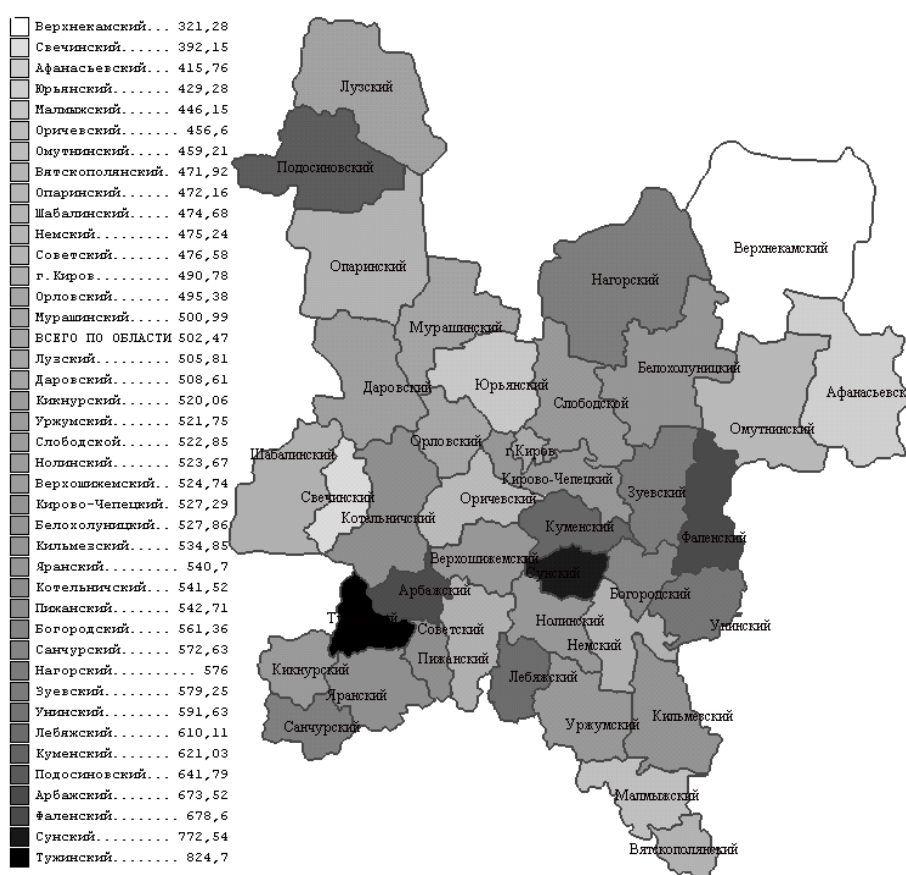 Верхнекамский... 321,28
Свечинский...... 392,15
Афанасьевский... 415,76
Юрьянский....... 429,28
Малмыжский...... 446,15
Оричевский....... 456,6
Омутнинский..... 459,21
Вятскополянский. 471,92
Опаринский...... 472,16
Шабалинский..... 474,68
Немский......... 475,24
Советский....... 476,58
г.Киров......... 490,78
Орловский....... 495,38
Мурашинский..... 500,99
ВСЕГО ПО ОБЛАСТИ 502,47
Лузский......... 505,81
Даровский....... 508,61
Кикнурский...... 520,06
Уржумский....... 521,75
Слободской...... 522,85
Нолинский....... 523,67
Верхошижемский.. 524,74
Кирово-Чепецкий. 527,29
Белохолуницкий.. 527,86
Кильмезский..... 534,85
Яранский......... 540,7
Котельничский... 541,52
Пижанский....... 542,71
Богородский..... 561,36
Санчурский...... 572,63
Нагорский.......... 576
Зуевский........ 579,25
Унинский........ 591,63
Лебяжский....... 610,11
Куменский....... 621,03
Подосиновский... 641,79
Арбажский....... 673,52
Фаленский........ 678,6
Сунский......... 772,54
Тужинский........ 824,7
Лузский
Подосиновский
Верхнекамский
Опаринский
Нагорский
Мурашинский
Белохолуницкий
Юрьянский
Даровский
Афанасьевск
Слободской
Омутнинский
Орловский
г.Киров
Шабалинский
Кирово-Чепецкий
Свечинский
Оричевский
Зуевский
Котельничский
Куменский
Фаленский
Верхошижемский
Сунский
Арбажский
Богородский
Нолинский
Унинский
Советский
Немский
Пижанский
Кикнурский
Лебяжский
Яранский
Кильмезский
Уржумский
Санчурский
Малмыжский
Вятскополянский